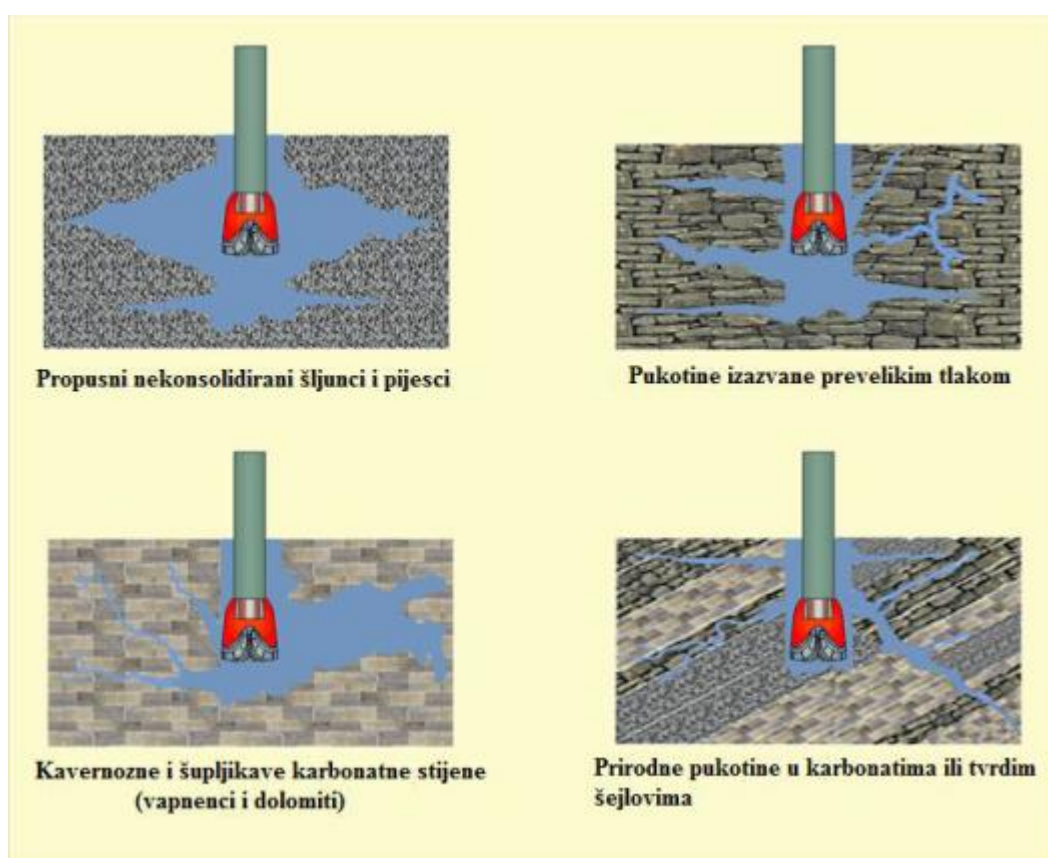 Propusni nekonsolidirani šljunci i pijesci
Pukotine izazvane prevelikim tlakom
Kavernozne i šupljikave karbonatne stijene
(vapnenci i dolomiti)
Prirodne pukotine u karbonatima ili tvrdim
šejlovima